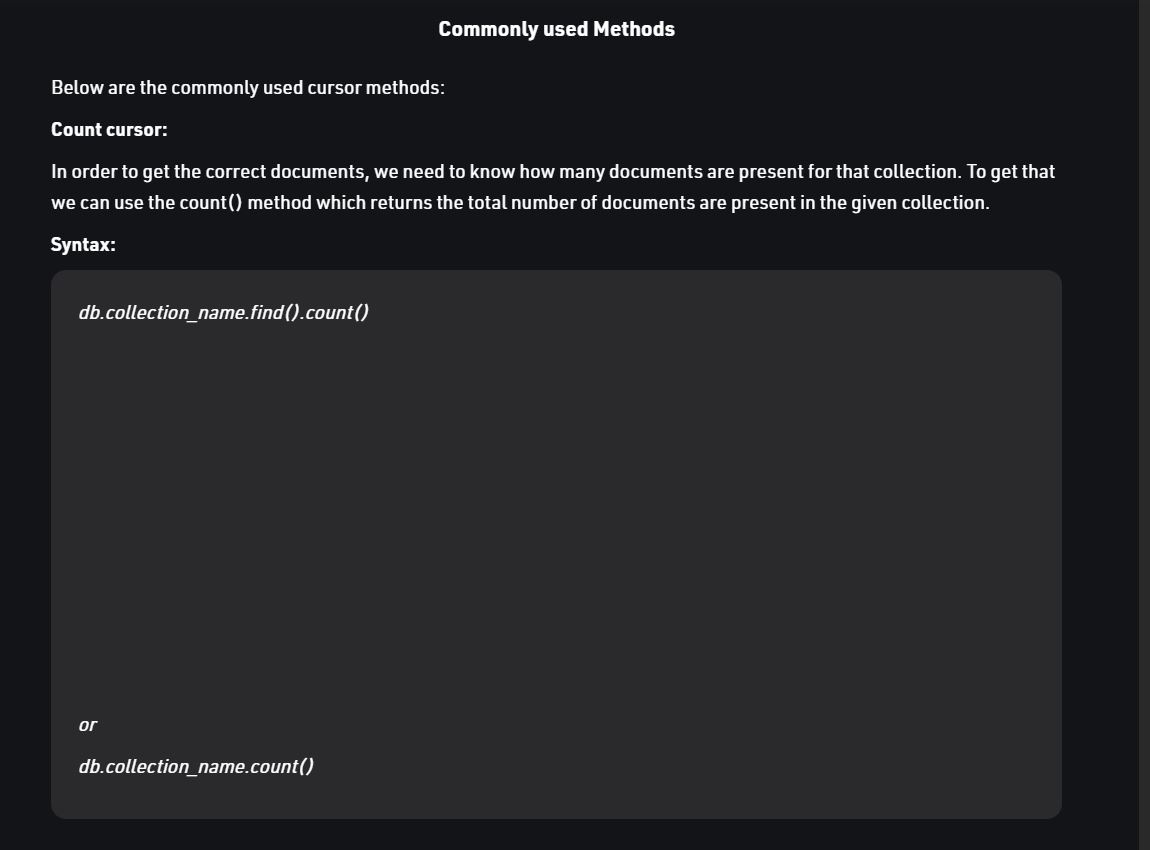 Commonly used Methods
Below are the commonly used cursor methods:
Count cursor:
In order to get the correct documents, we need to know how many documents are present for that collection. To get that
we can use the count() method which returns the total number of documents are present in the given collection.
Syntax:
db.collection_name.find().count()
or
db.collection_name.count()